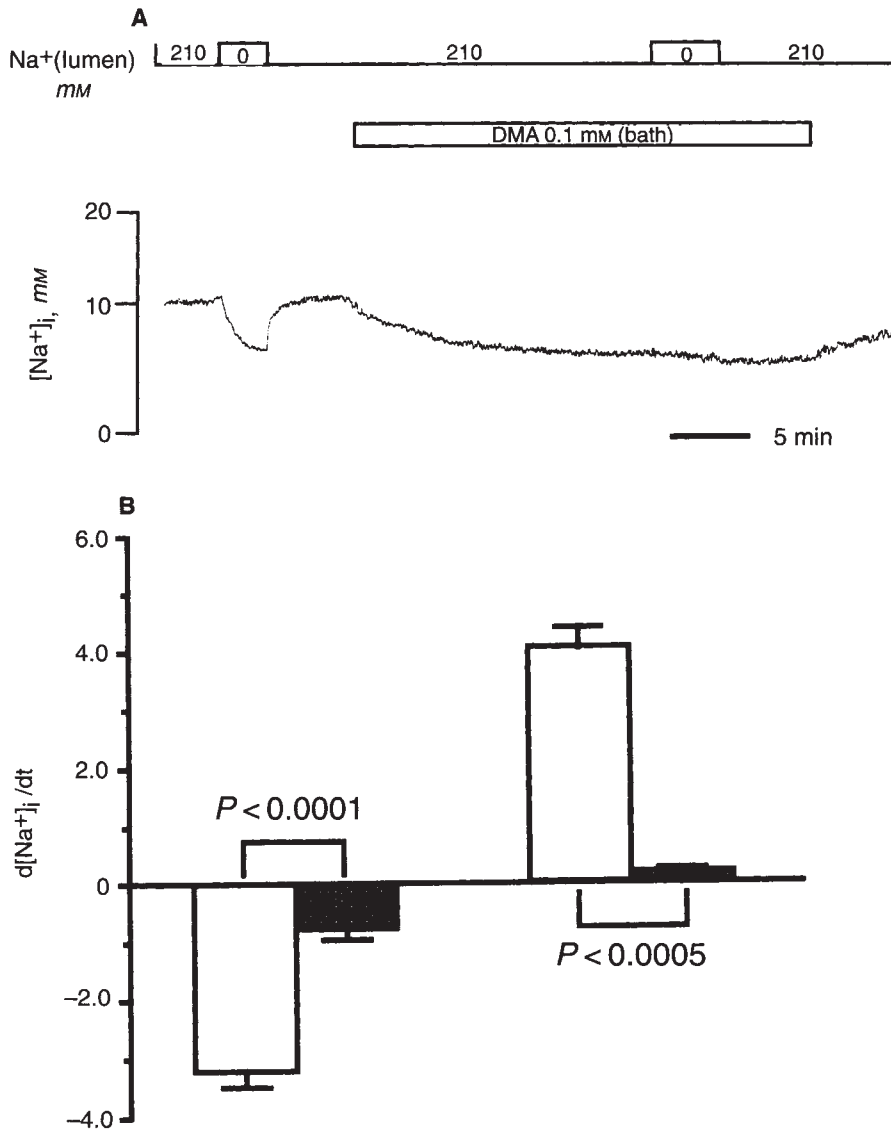 A
Na⁺(lumen) 210 0 210 0 210
mM
DMA 0.1 mM (bath)
20
10
0
[Na⁺]i, mM
5 min
B
6.0
4.0
2.0
0
−2.0
−4.0
d[Na⁺]i /dt
P < 0.0001
P < 0.0005